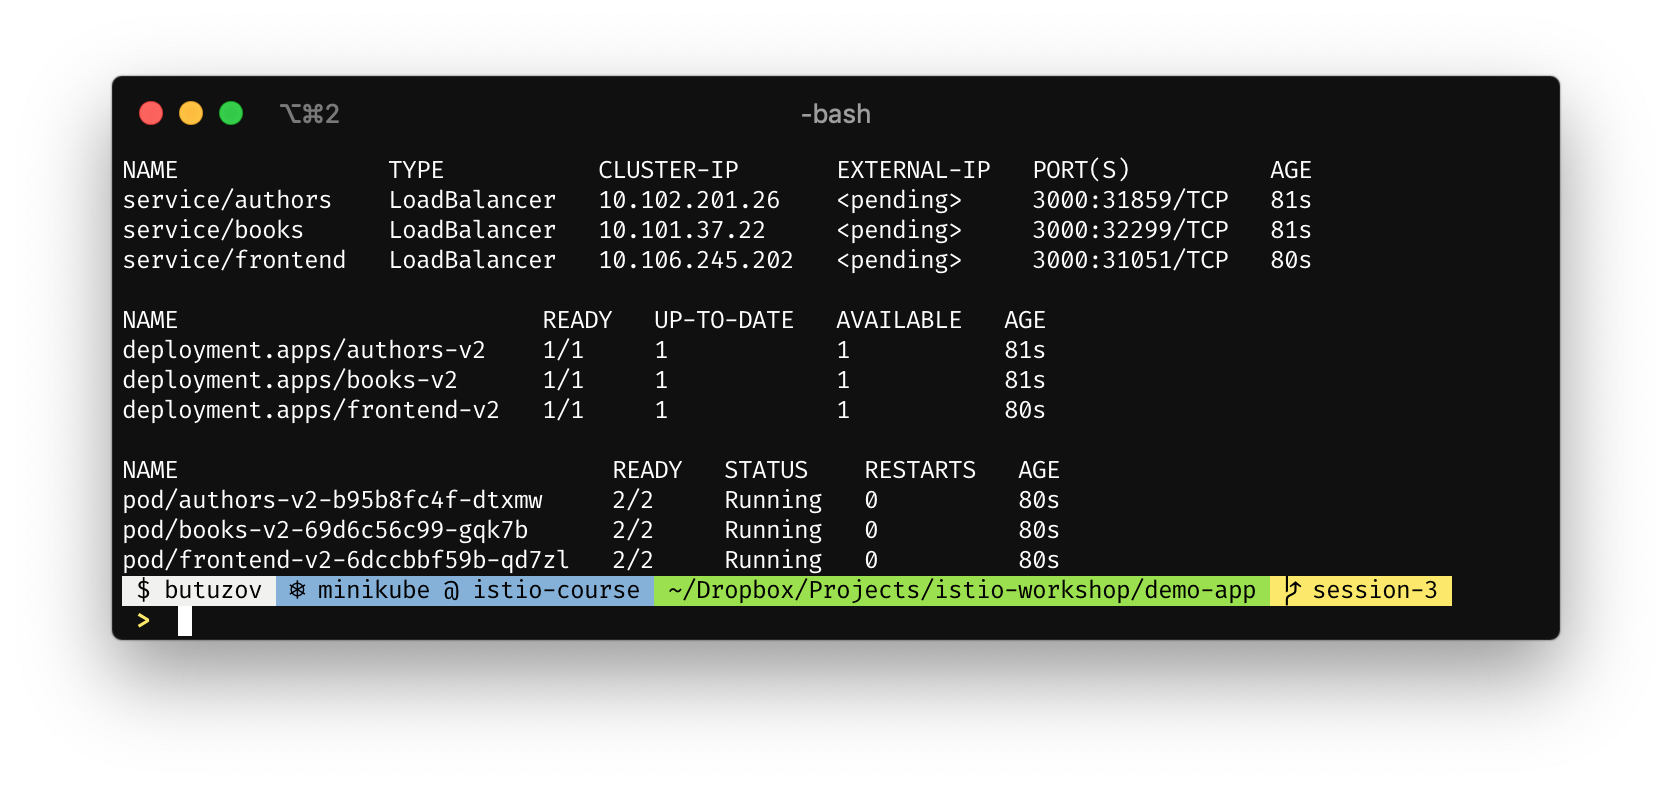 ⌥⌘2 -bash
NAME TYPE CLUSTER-IP EXTERNAL-IP PORT(S) AGE
service/authors LoadBalancer 10.102.201.26 <pending> 3000:31859/TCP 81s
service/books LoadBalancer 10.101.37.22 <pending> 3000:32299/TCP 81s
service/frontend LoadBalancer 10.106.245.202 <pending> 3000:31051/TCP 80s
NAME READY UP-TO-DATE AVAILABLE AGE
deployment.apps/authors-v2 1/1 1 1 81s
deployment.apps/books-v2 1/1 1 1 81s
deployment.apps/frontend-v2 1/1 1 1 80s
NAME READY STATUS RESTARTS AGE
pod/authors-v2-b95b8fc4f-dtxmw 2/2 Running 0 80s
pod/books-v2-69d6c56c99-gqk7b 2/2 Running 0 80s
pod/frontend-v2-6dccbbf59b-qd7zl 2/2 Running 0 80s
$ butuzov ⎈ minikube @ istio-course ~/Dropbox/Projects/istio-workshop/demo-app session-3
>